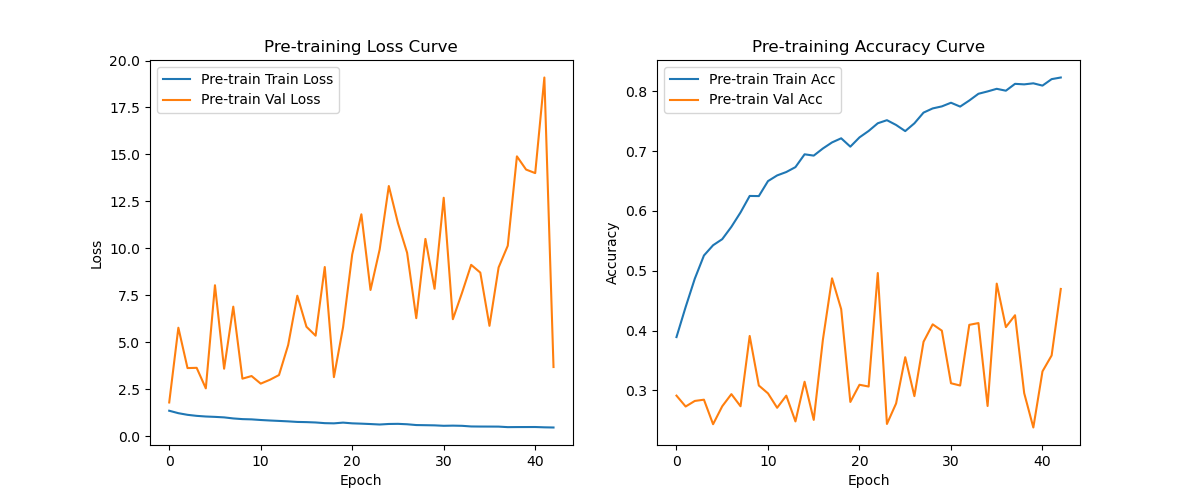 Pre-training Loss Curve
Pre-train Train Loss
Pre-train Val Loss
20.0
17.5
15.0
12.5
10.0
7.5
5.0
2.5
0.0
Loss
0 10 20 30 40
Epoch
Pre-training Accuracy Curve
Pre-train Train Acc
Pre-train Val Acc
0.8
0.7
0.6
0.5
0.4
0.3
Accuracy
0 10 20 30 40
Epoch